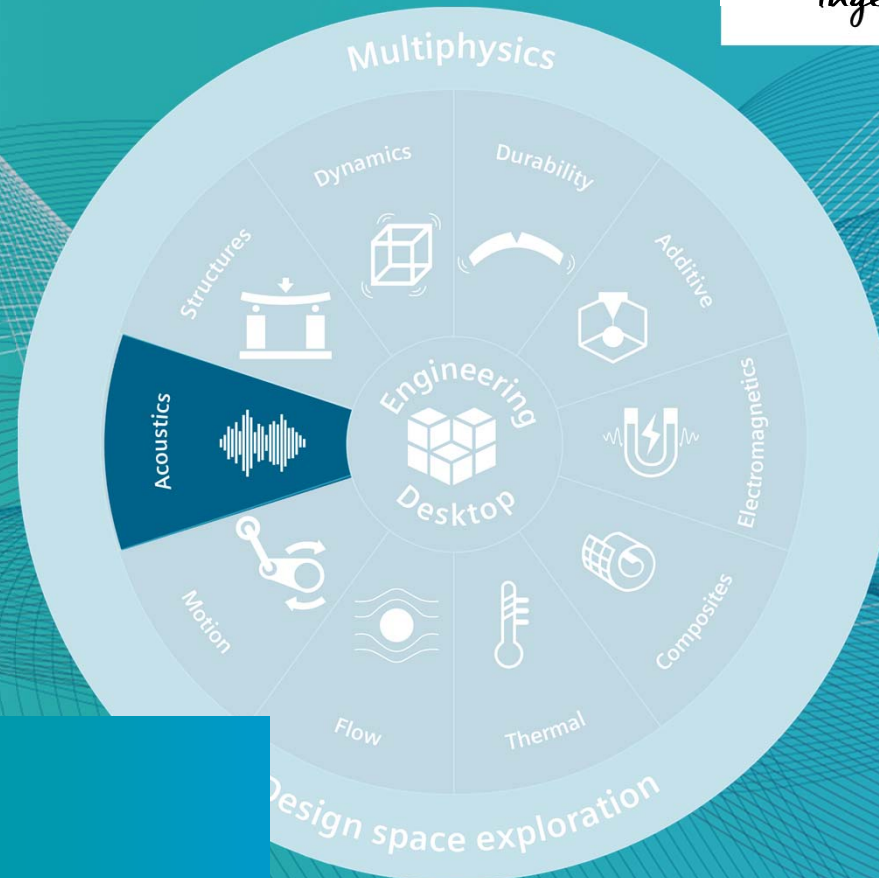 Multiphysics
Dynamics
Durability
Structures
Additive
Engineering
Desktop
Acoustics
Electromagnetics
Motion
Composites
Flow
Thermal
Design space exploration